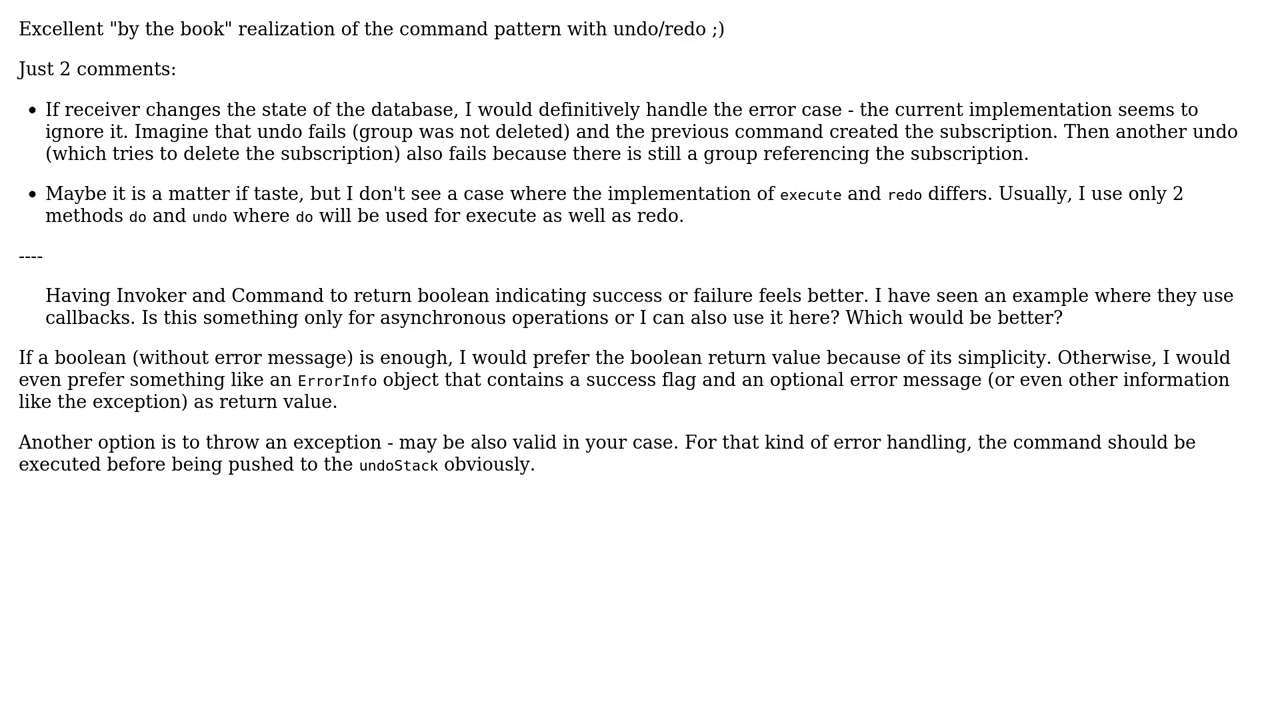 Excellent "by the book" realization of the command pattern with undo/redo ;)
Just 2 comments:
• If receiver changes the state of the database, I would definitively handle the error case - the current implementation seems to
ignore it. Imagine that undo fails (group was not deleted) and the previous command created the subscription. Then another undo
(which tries to delete the subscription) also fails because there is still a group referencing the subscription.
• Maybe it is a matter if taste, but I don't see a case where the implementation of execute and redo differs. Usually, I use only 2
methods do and undo where do will be used for execute as well as redo.
----
Having Invoker and Command to return boolean indicating success or failure feels better. I have seen an example where they use
callbacks. Is this something only for asynchronous operations or I can also use it here? Which would be better?
If a boolean (without error message) is enough, I would prefer the boolean return value because of its simplicity. Otherwise, I would
even prefer something like an ErrorInfo object that contains a success flag and an optional error message (or even other information
like the exception) as return value.
Another option is to throw an exception - may be also valid in your case. For that kind of error handling, the command should be
executed before being pushed to the undoStack obviously.